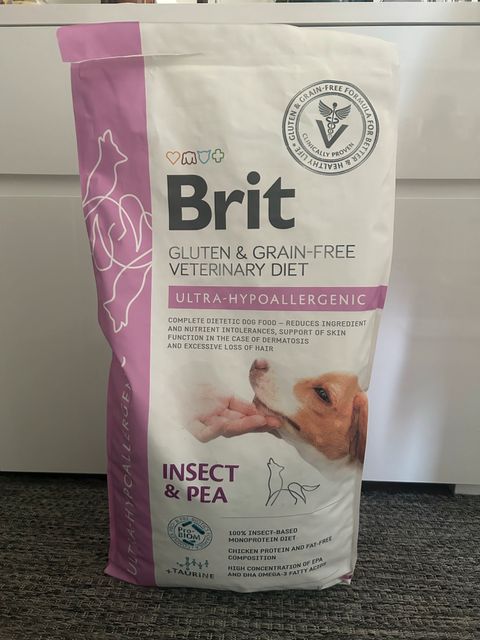 GLUTEN & GRAIN-FREE FORMULA FOR BETTER & HEALTHY LIFE
CLINICALLY PROVEN
Brit
GLUTEN & GRAIN-FREE
VETERINARY DIET
ULTRA-HYPOALLERGENIC
COMPLETE DIETETIC DOG FOOD – REDUCES INGREDIENT
AND NUTRIENT INTOLERANCES, SUPPORT OF SKIN
FUNCTION IN THE CASE OF DERMATOSIS
AND EXCESSIVE LOSS OF HAIR
ULTRA-HYPOALLERGENIC
INSECT
& PEA
Pro-
BIOM
+TAURINE
100% INSECT-BASED
MONOPROTEIN DIET
CHICKEN PROTEIN AND FAT-FREE
COMPOSITION
HIGH CONCENTRATION OF EPA
AND DHA OMEGA-3 FATTY ACIDS